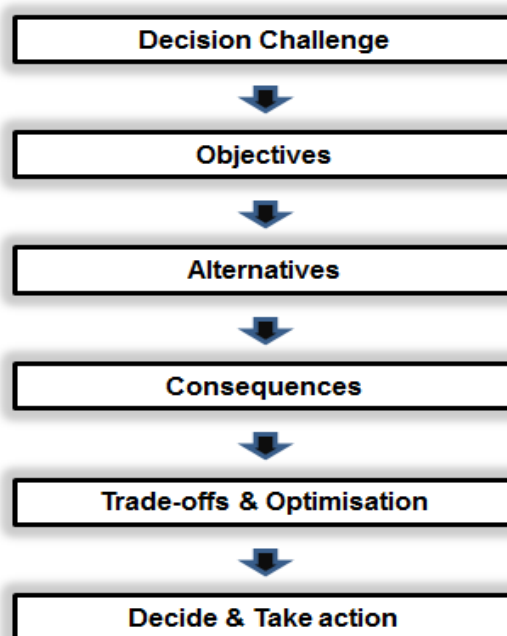 Decision Challenge
Objectives
Alternatives
Consequences
Trade-offs & Optimisation
Decide & Take action